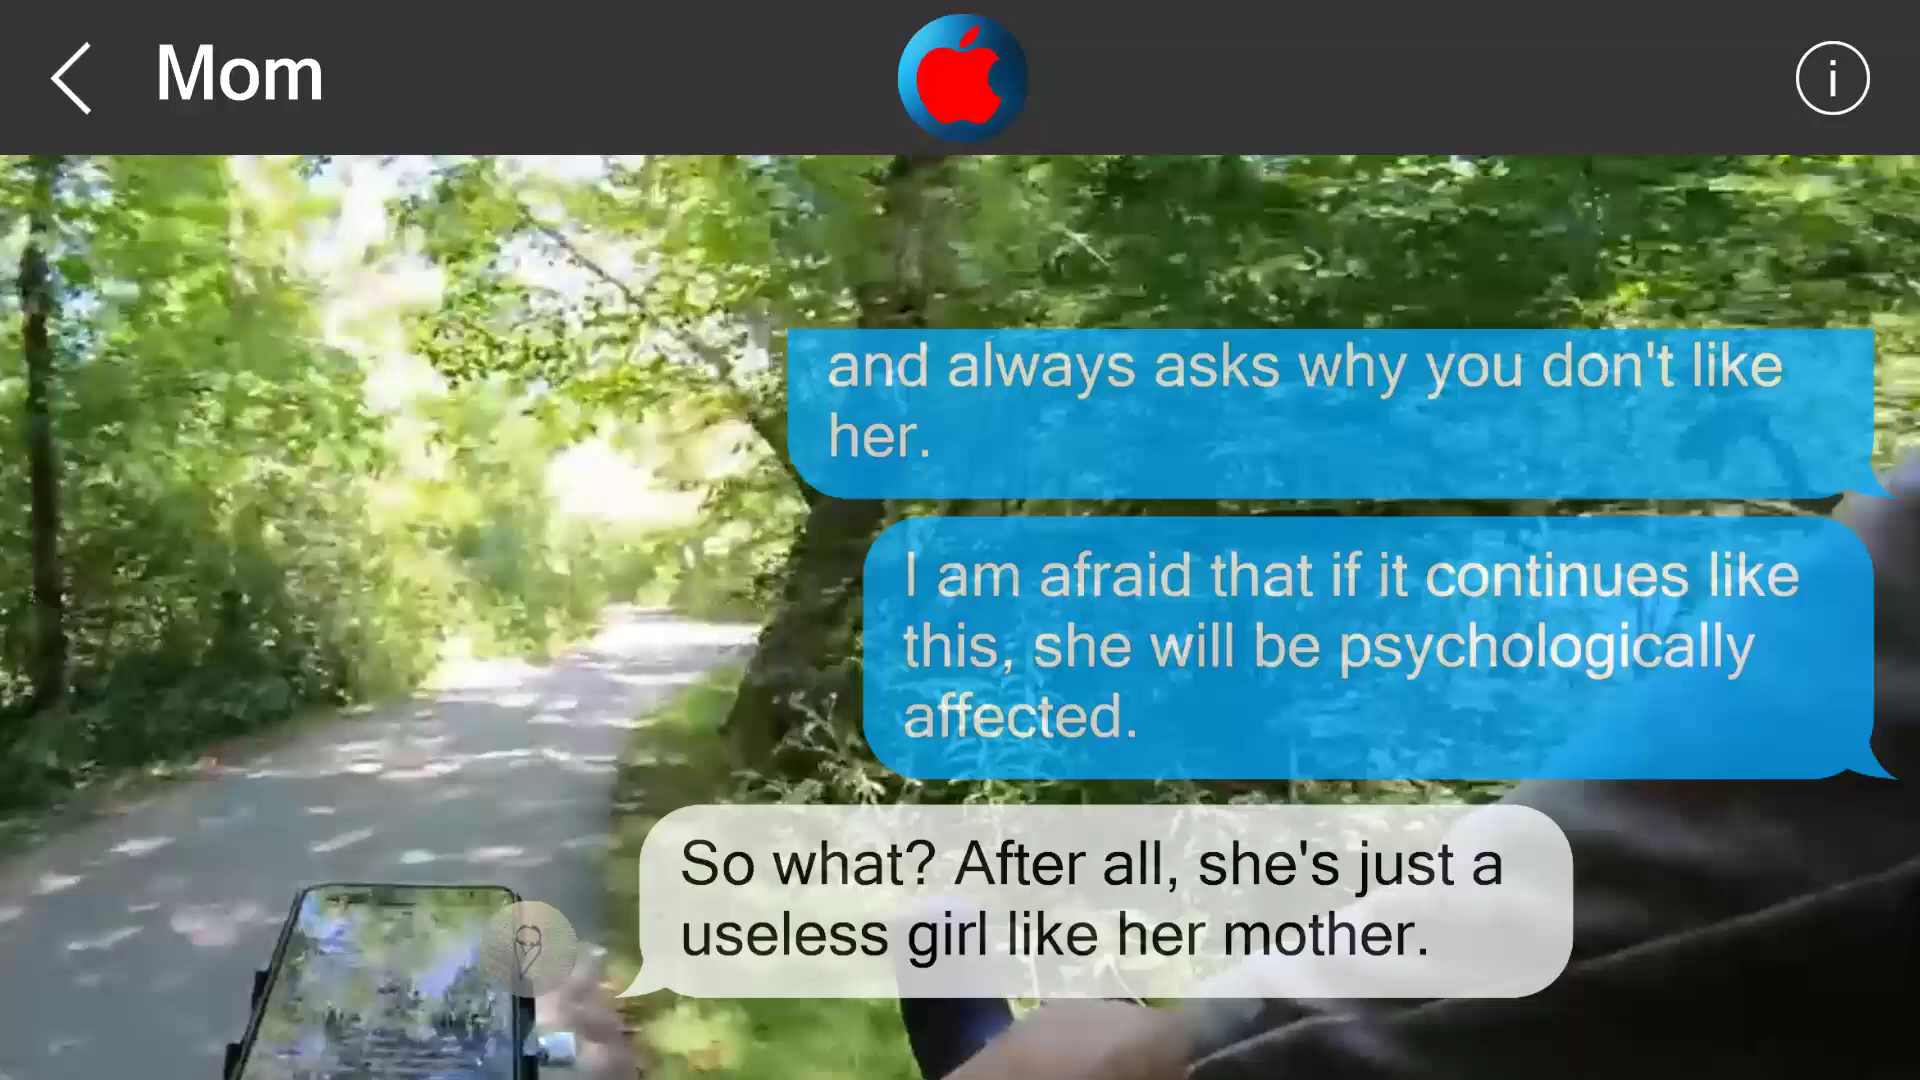 Mom
and always asks why you don't like
her.
I am afraid that if it continues like
this, she will be psychologically
affected.
So what? After all, she's just a
useless girl like her mother.